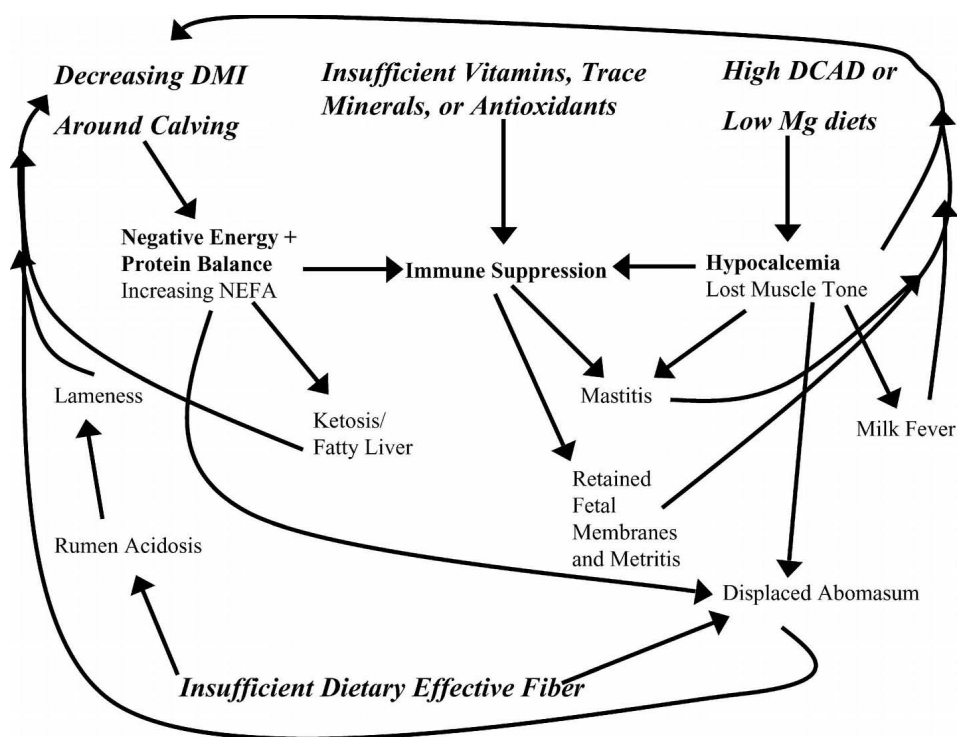 Decreasing DMI
Around Calving
Insufficient Vitamins, Trace
Minerals, or Antioxidants
High DCAD or
Low Mg diets
Negative Energy +
Protein Balance
Increasing NEFA
Immune Suppression
Hypocalcemia
Lost Muscle Tone
Lameness
Ketosis/
Fatty Liver
Mastitis
Milk Fever
Retained
Fetal
Membranes
and Metritis
Rumen Acidosis
Displaced Abomasum
Insufficient Dietary Effective Fiber